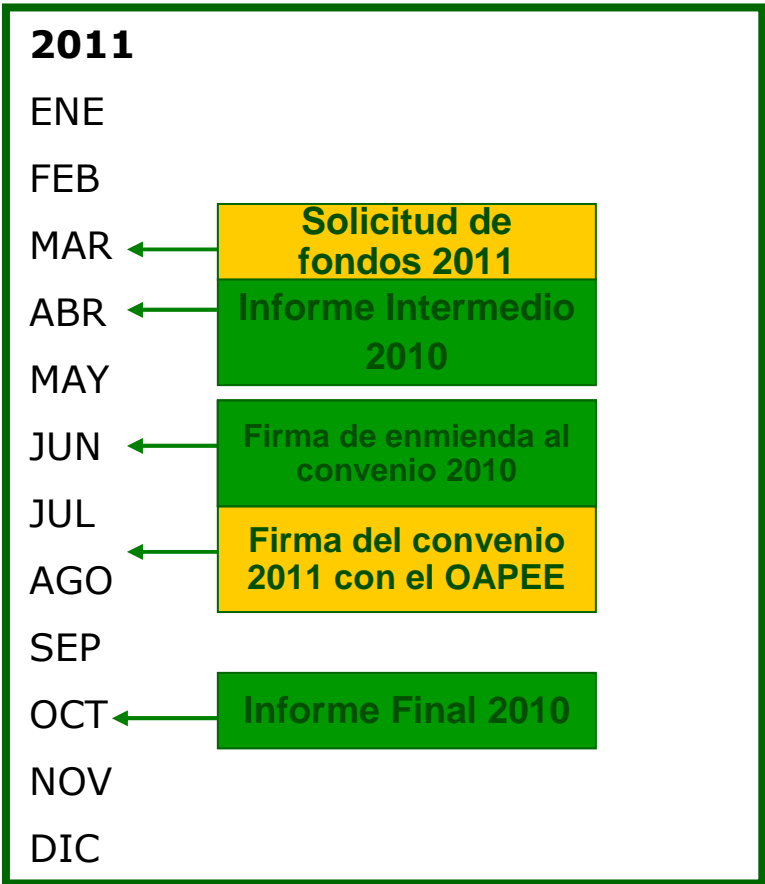 2011
ENE
FEB
MAR
Solicitud de
fondos 2011
ABR
Informe Intermedio
2010
MAY
JUN
Firma de enmienda al
convenio 2010
JUL
Firma del convenio
2011 con el OAPEE
AGO
SEP
OCT
Informe Final 2010
NOV
DIC